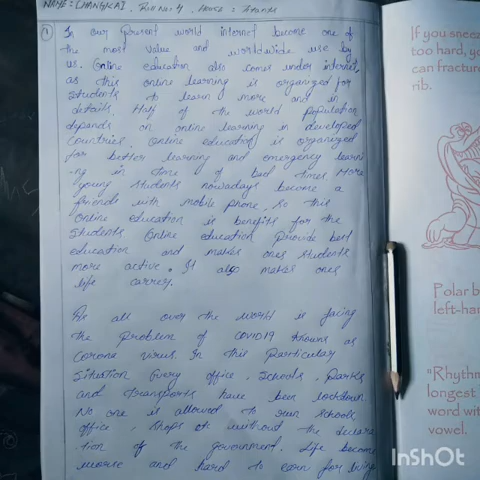 NAME: CHANGKAI, Roll No: 4, House:
① In our Present world internet become one of
the most value and worldwide use by
us. Online education also comes under internet,
as this online learning is organized for
students to learn more and in
details. Half of the world population
depends on online learning in developed
countries. Online education is organized
for better learning and emergency learn
-ng in time of bad times. More
young students nowadays become a
friends with mobile phone. So this
online education is benefits for the
students. Online education provide best
education and makes ones students
more active. It also makes ones
life carrey.
As all over the world is facing
the problem of COVID19 knowns as
corona virus. In this particular
situation every office, schools, Parks
and transports have been lockdown.
No one is allowed to run schools
office, shops ok without the
tion of the government. Life become
worse and hard to earn for living
If you sneez
too hard, yo
can fracture
rib.
Polar b
left-han
"Rhythm
longest
word wit
vowel.
InShOt